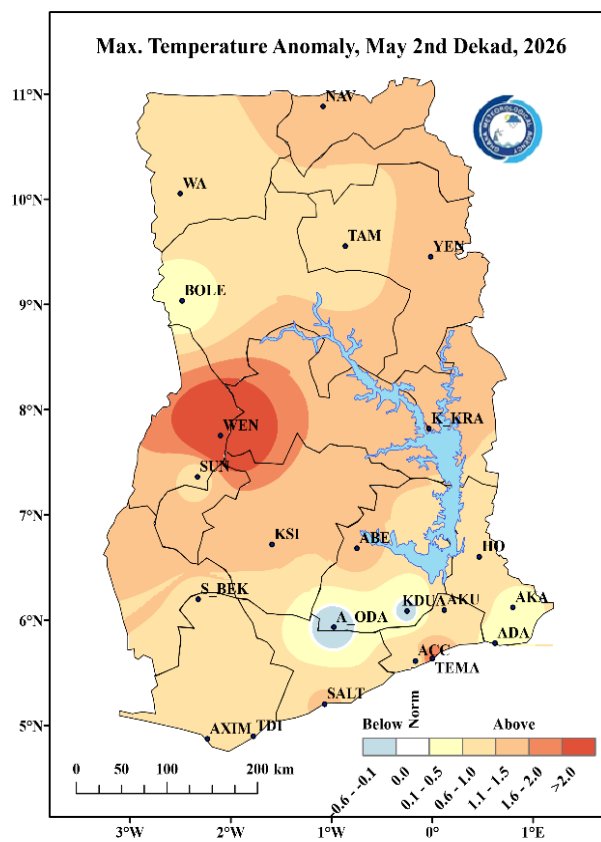 Max. Temperature Anomaly, May 2nd Dekad, 2026
11°N
10°N
9°N
8°N
7°N
6°N
5°N
NAV
WA
TAM
YEN
BOLE
WEN
K_KRA
SUN
KSI
ABE
HO
S_BEK
A_ODA
KDUA
AKU
AKA
ADA
ACC
TEMA
SALT
AXIM
TDI
Below
Norm
Above
-0.6 - -0.1
0.0
0.1 - 0.5
0.6 - 1.0
1.1 - 1.5
1.6 - 2.0
>2.0
0 50 100 200 km
3°W 2°W 1°W 0° 1°E